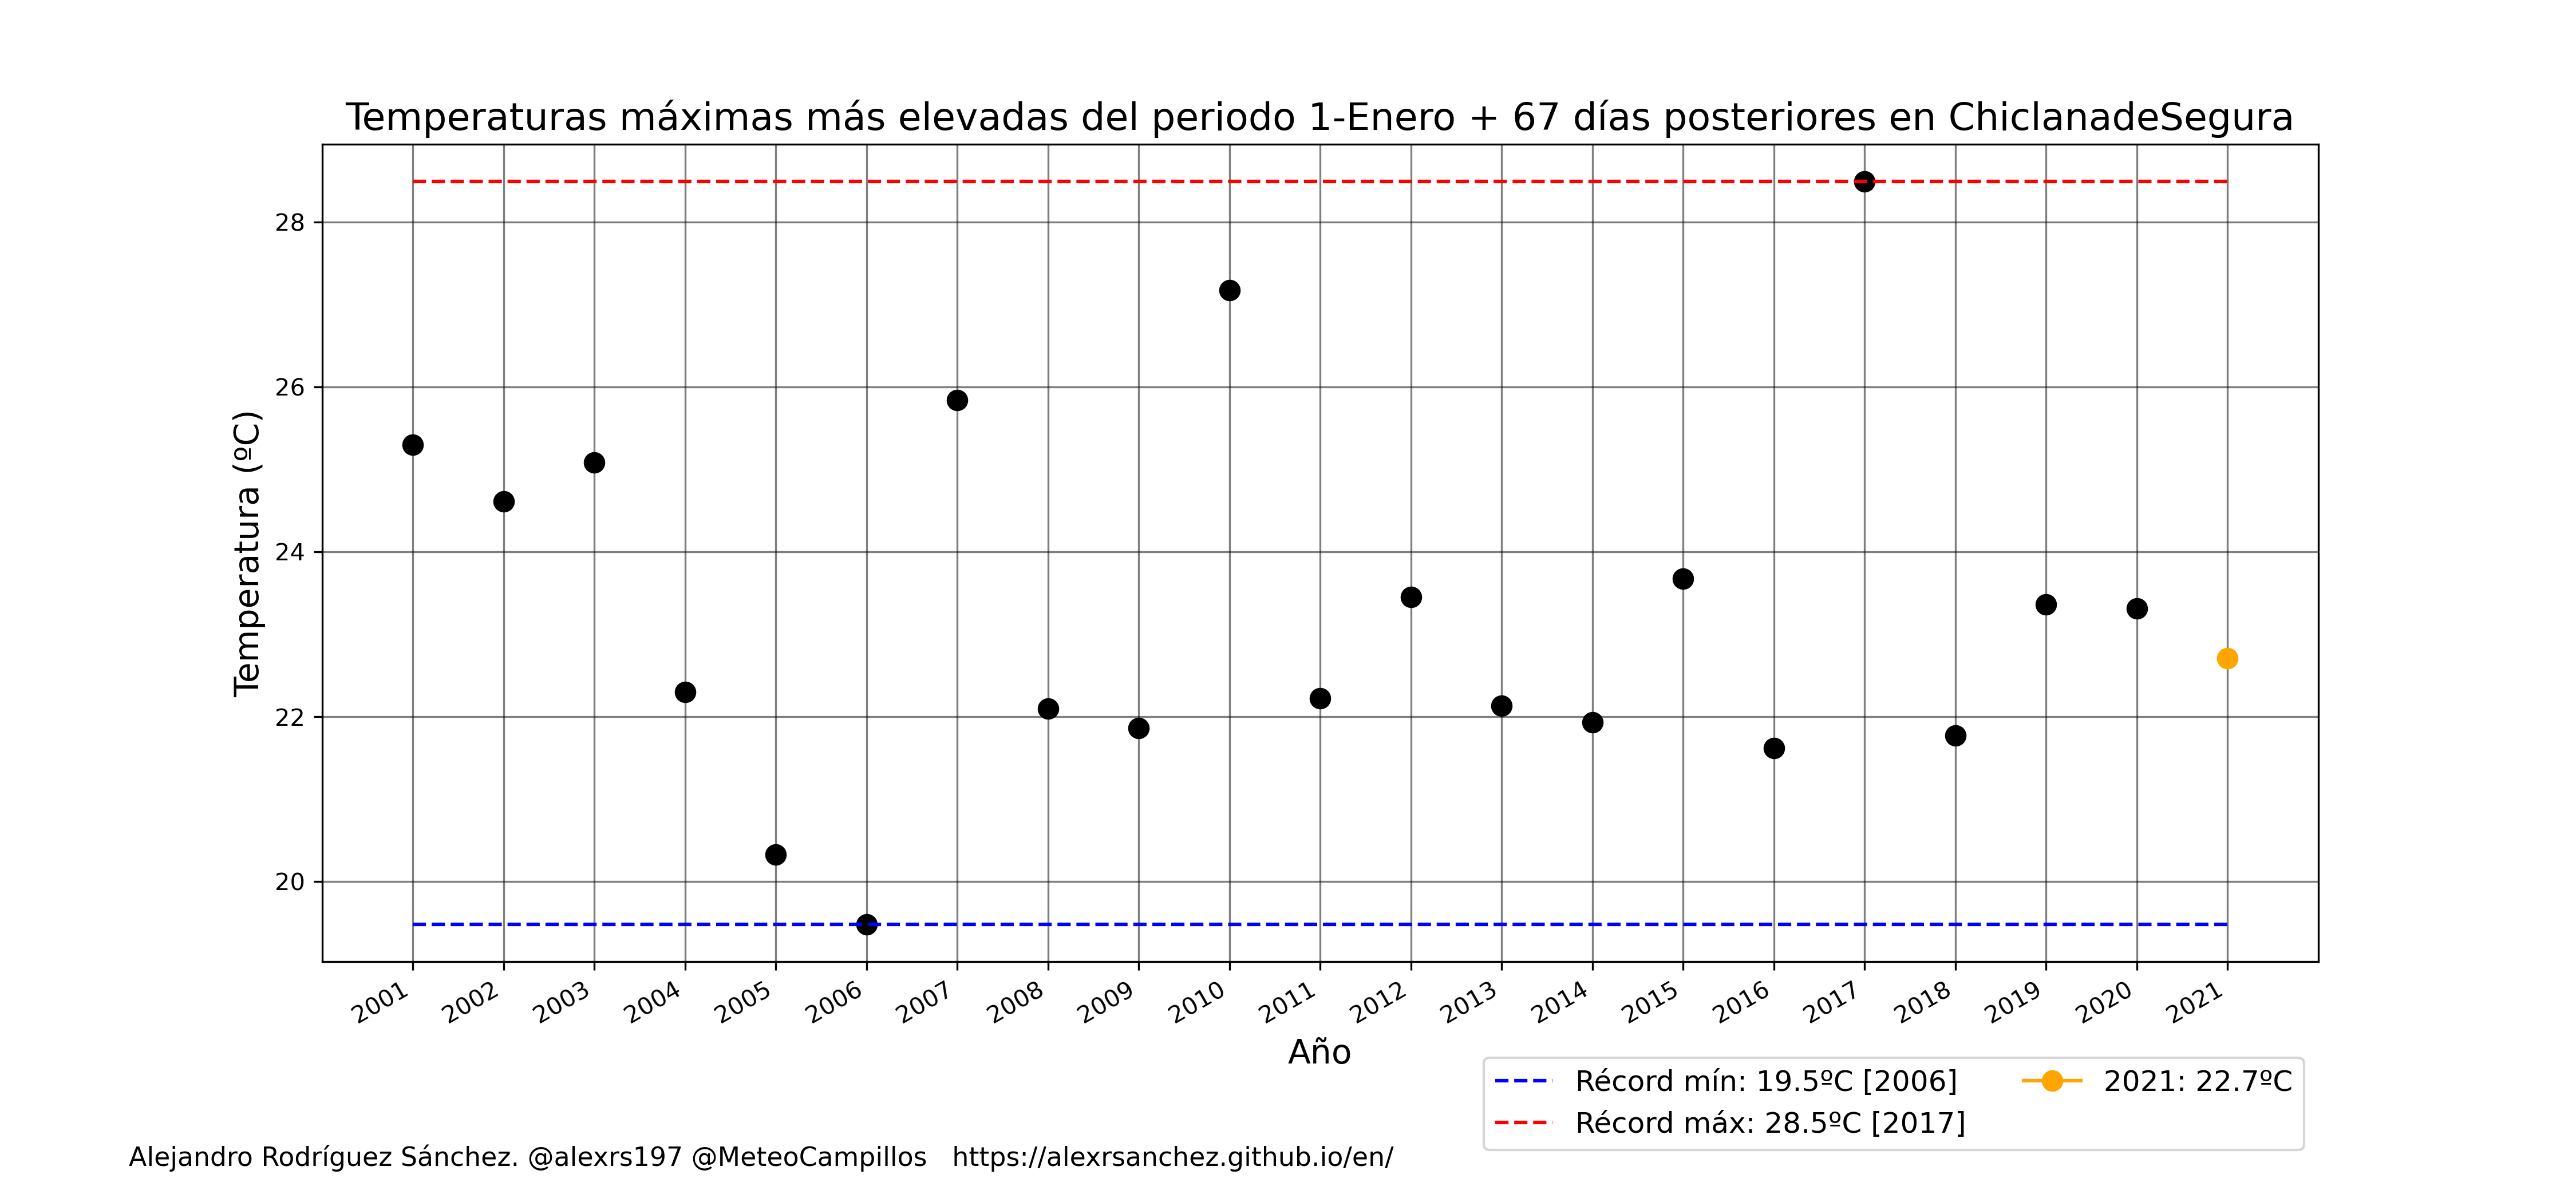 Temperaturas máximas más elevadas del periodo 1-Enero + 67 días posteriores en ChiclanadeSegura
Temperatura (ºC)
28
26
24
22
20
2001 2002 2003 2004 2005 2006 2007 2008 2009 2010 2011 2012 2013 2014 2015 2016 2017 2018 2019 2020 2021
Año
Récord mín: 19.5ºC [2006]
Récord máx: 28.5ºC [2017]
2021: 22.7ºC
Alejandro Rodríguez Sánchez. @alexrs197 @MeteoCampillos https://alexrsanchez.github.io/en/